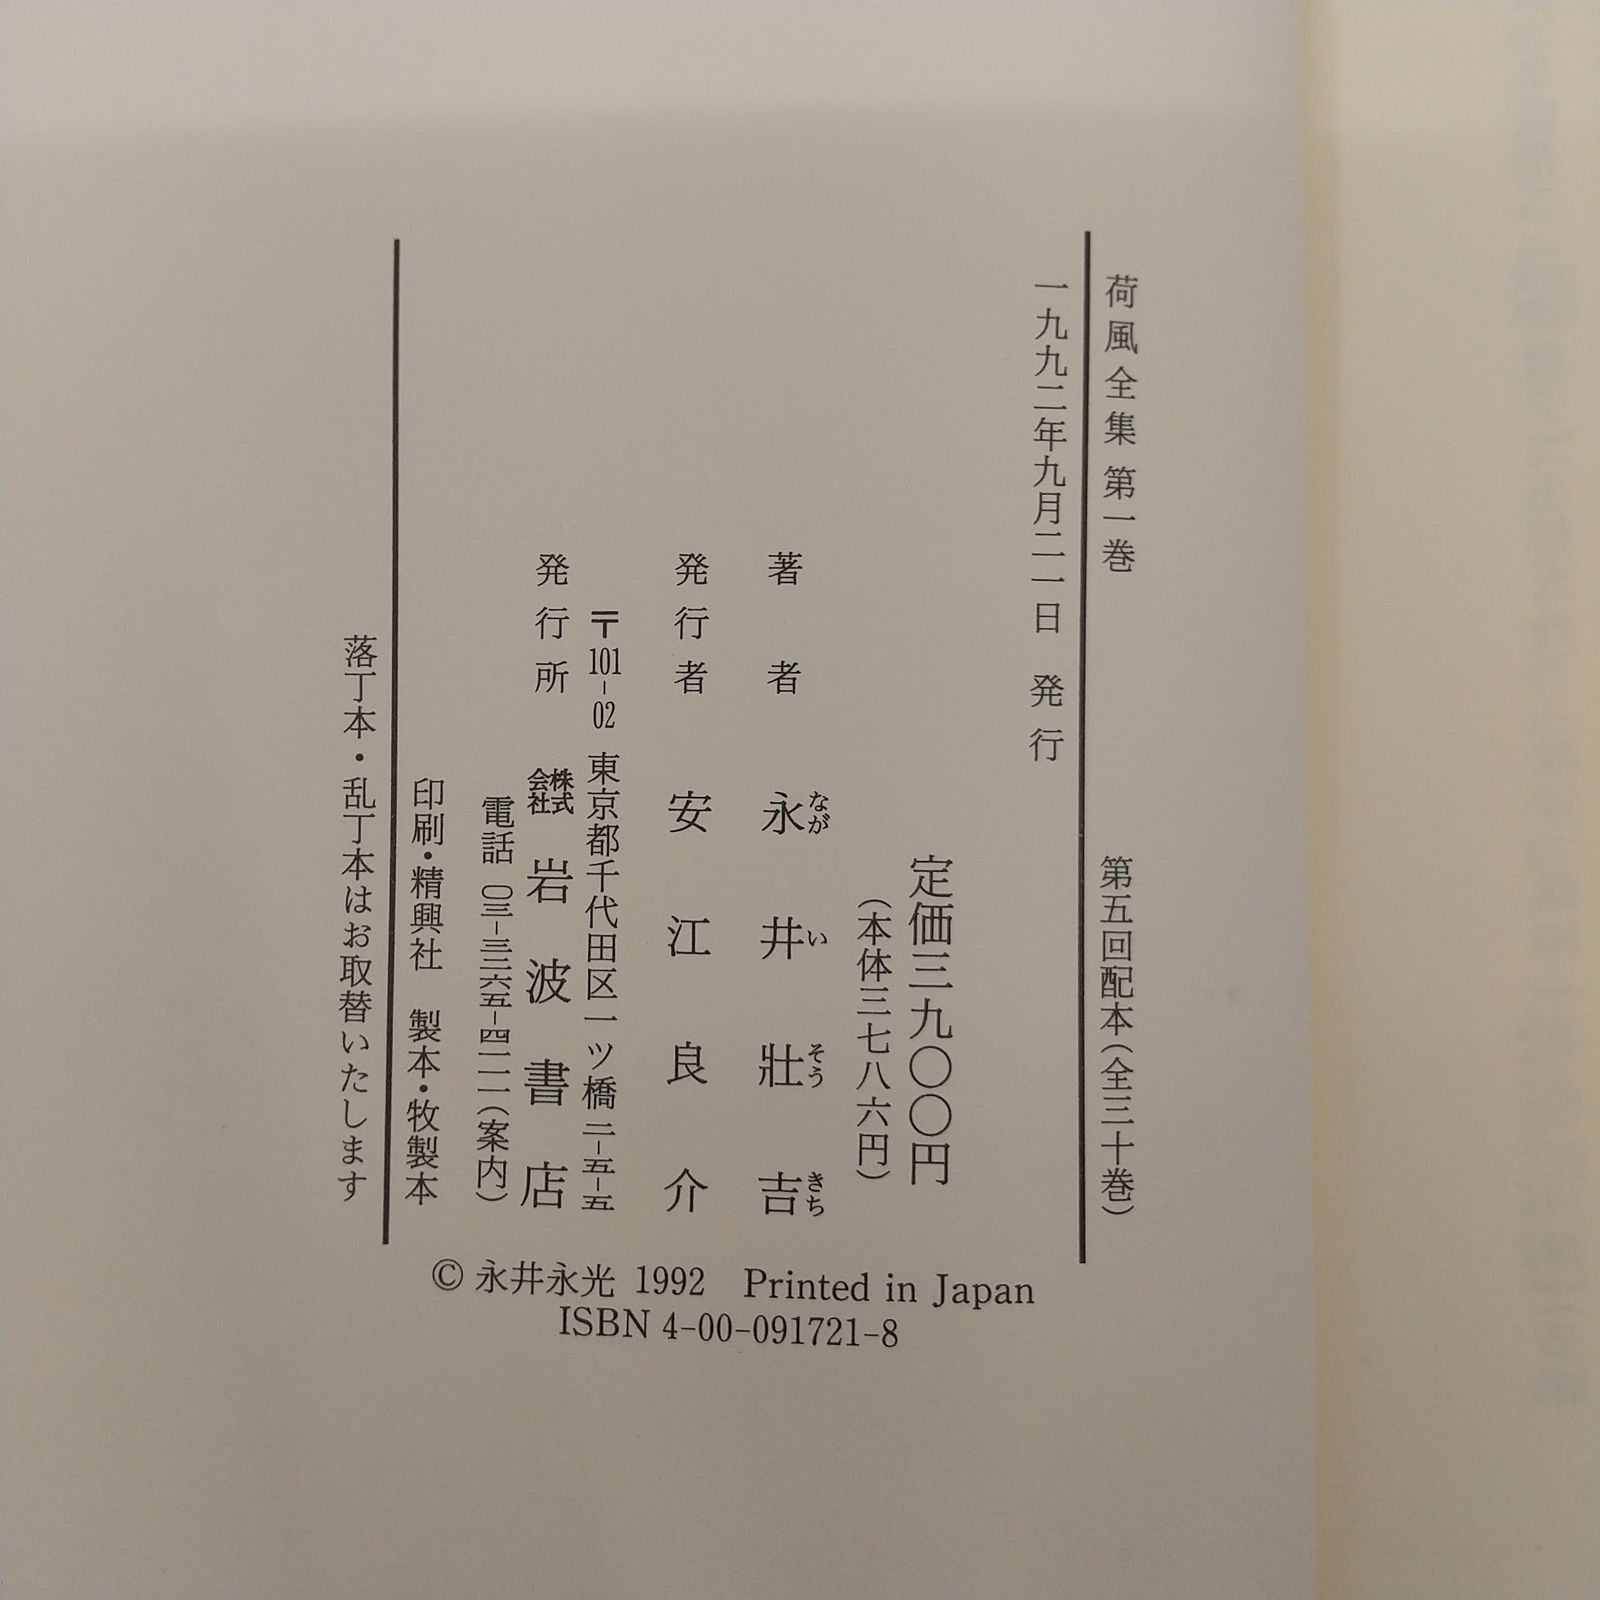 荷風全集 第一巻
第五回配本(全三十巻)
一九九二年九月二一日 発行
定価三九〇〇円
(本体三七八六円)
著者 永井壯吉
ながいそうきち
発行者 安江良介
〒101-02 東京都千代田区一ツ橋二-五-五
発行所 株式会社 岩波書店
電話 〇三-三二六五-四一一一(案内)
印刷・精興社 製本・牧製本
落丁本・乱丁本はお取替いたします
© 永井永光 1992 Printed in Japan
ISBN 4-00-091721-8